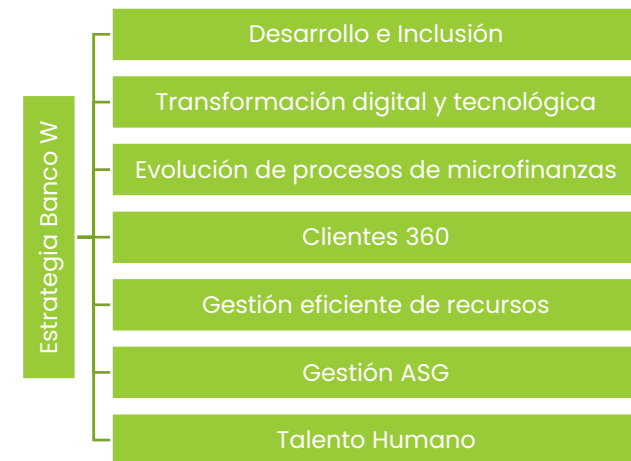 Estrategia Banco W
Desarrollo e Inclusión
Transformación digital y tecnológica
Evolución de procesos de microfinanzas
Clientes 360
Gestión eficiente de recursos
Gestión ASG
Talento Humano